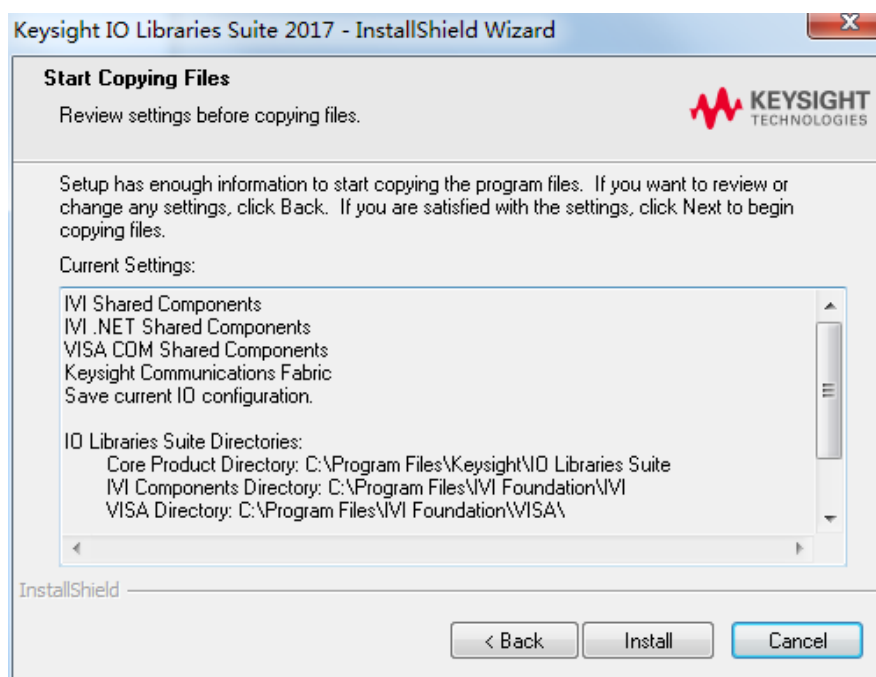 Keysight IO Libraries Suite 2017 - InstallShield Wizard
Start Copying Files
Review settings before copying files.
KEYSIGHT
TECHNOLOGIES
Setup has enough information to start copying the program files. If you want to review or
change any settings, click Back. If you are satisfied with the settings, click Next to begin
copying files.
Current Settings:
IVI Shared Components
IVI .NET Shared Components
VISA COM Shared Components
Keysight Communications Fabric
Save current IO configuration.
IO Libraries Suite Directories:
Core Product Directory: C:\Program Files\Keysight\IO Libraries Suite
IVI Components Directory: C:\Program Files\IVI Foundation\IVI
VISA Directory: C:\Program Files\IVI Foundation\VISA\
InstallShield
< Back
Install
Cancel